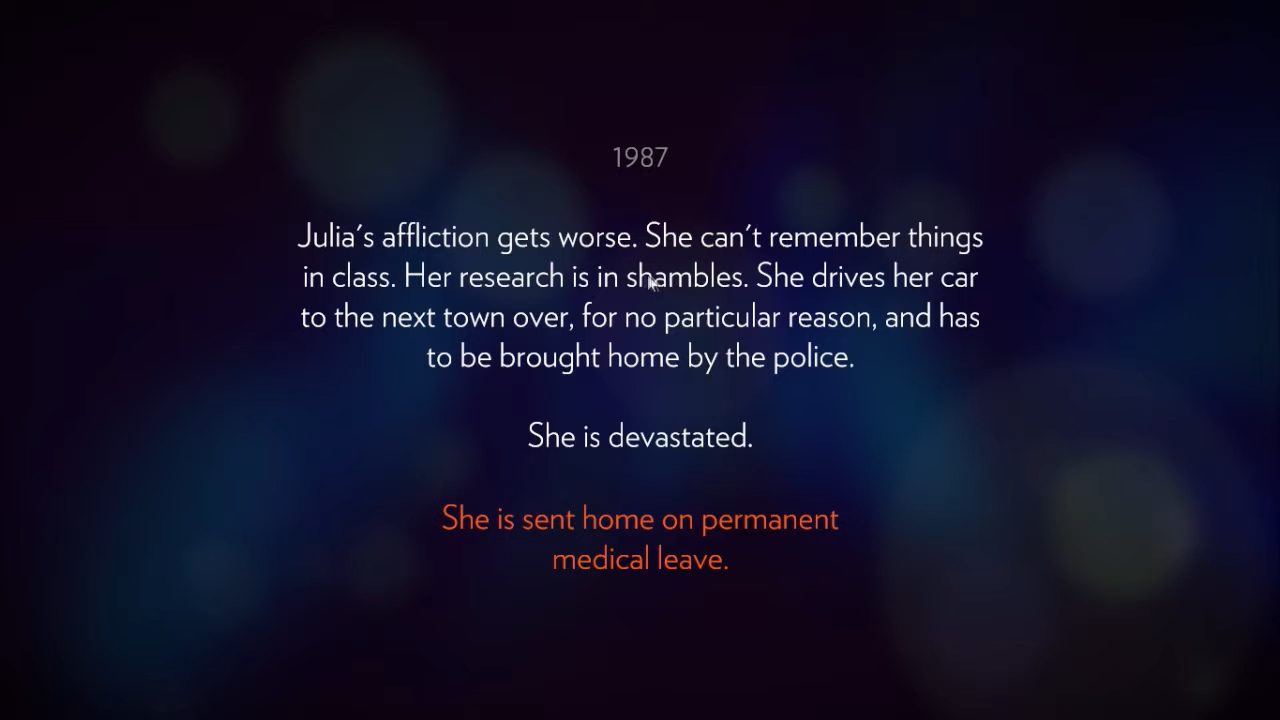 1987
Julia's affliction gets worse. She can't remember things
in class. Her research is in shambles. She drives her car
to the next town over, for no particular reason, and has
to be brought home by the police.
She is devastated.
She is sent home on permanent
medical leave.